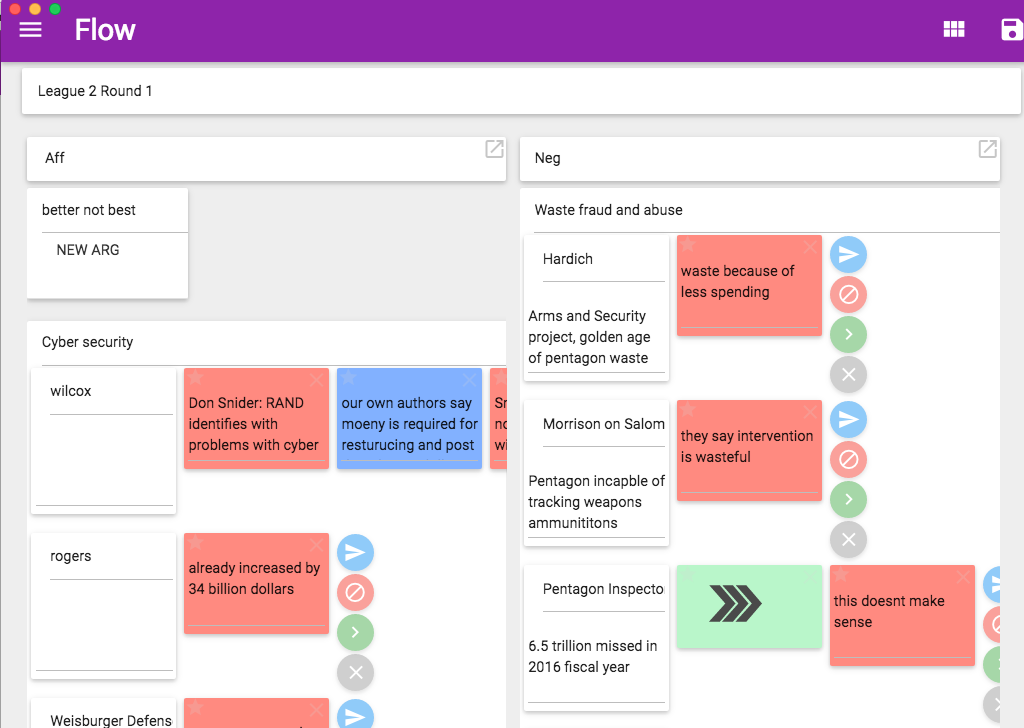 Flow
League 2 Round 1
Aff
better not best
NEW ARG
Cyber security
wilcox
Don Snider: RAND
identifies with
problems with cyber
our own authors say
moeny is required for
resturucing and post
rogers
already increased by
34 billion dollars
Weisburger Defens
Neg
Waste fraud and abuse
Hardich
Arms and Security
project, golden age
of pentagon waste
waste because of
less spending
Morrison on Salom
Pentagon incapble of
tracking weapons
ammunititons
they say intervention
is wasteful
Pentagon Inspecto
6.5 trillion missed in
2016 fiscal year
this doesnt make
sense